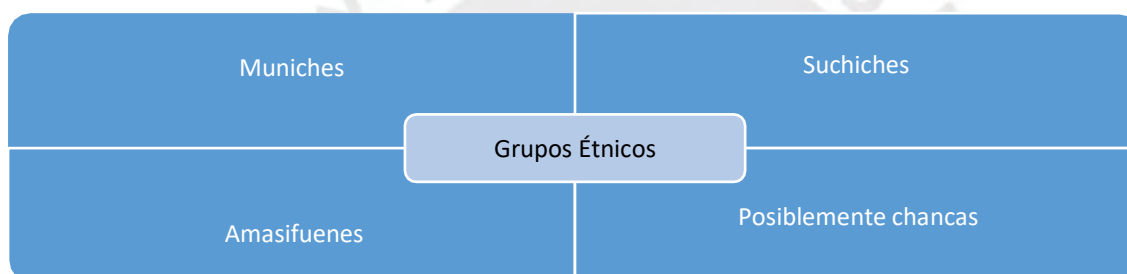 Muniches
Suchiches
Grupos Étnicos
Amasifuenes
Posiblemente chancas